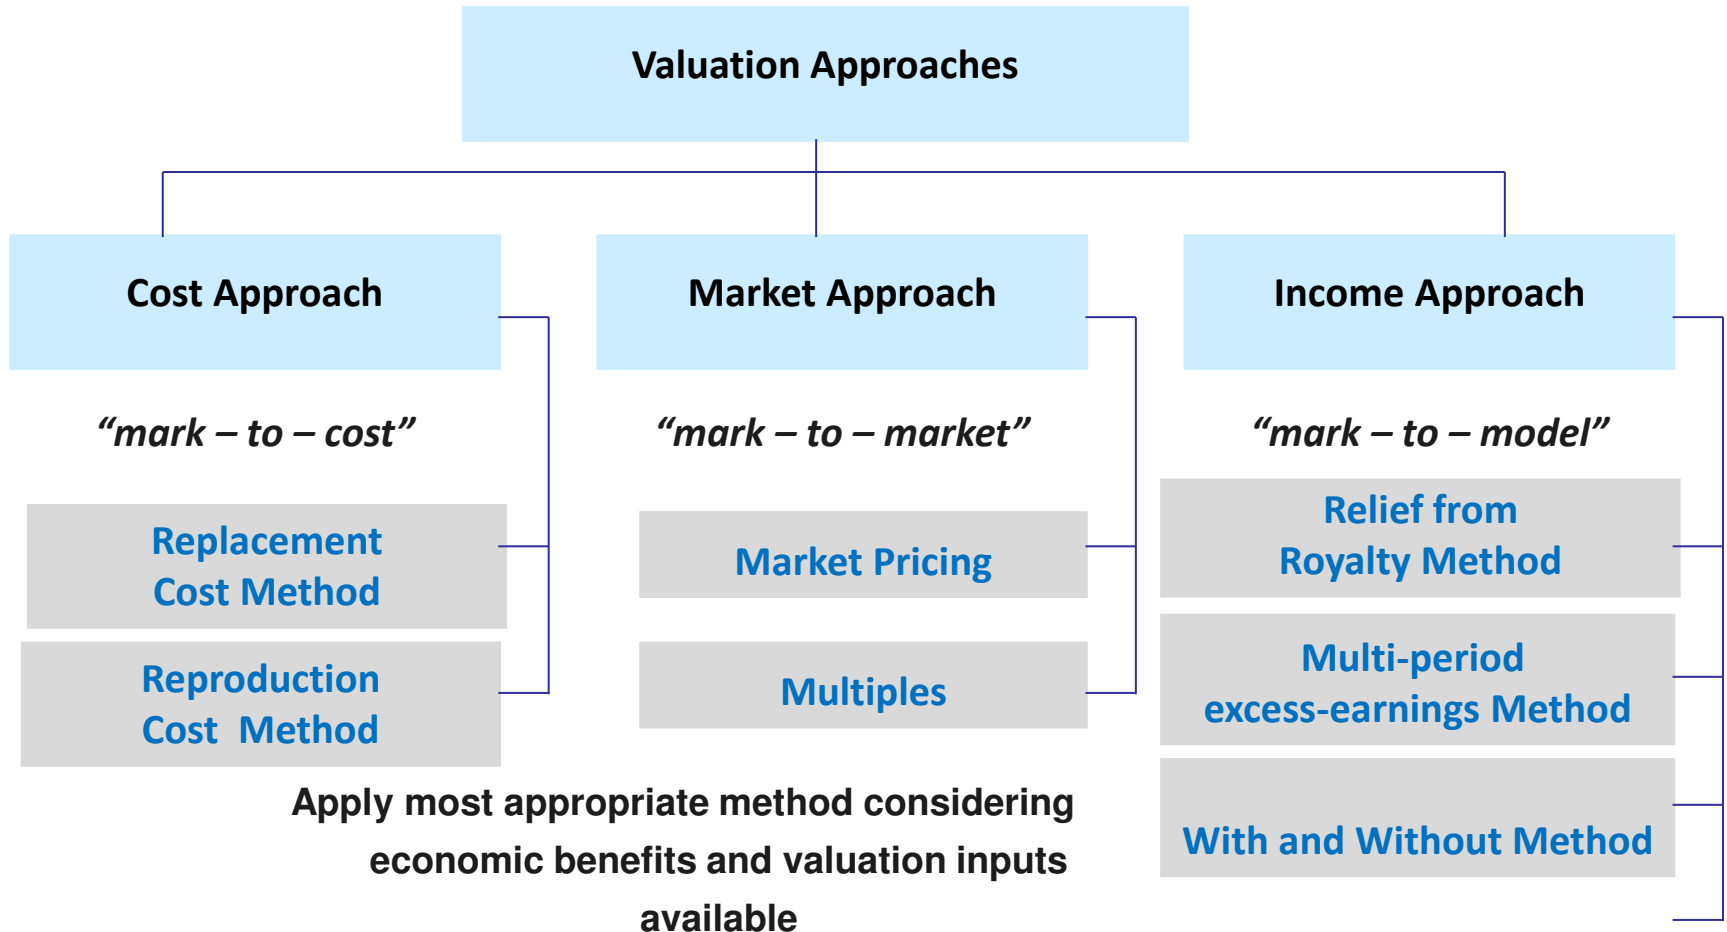 Valuation Approaches
Cost Approach
Market Approach
Income Approach
“mark – to – cost”
“mark – to – market”
“mark – to – model”
Replacement
Cost Method
Reproduction
Cost  Method
Market Pricing
Multiples
Relief from
Royalty Method
Multi-period
excess-earnings Method
With and Without Method
Apply most appropriate method considering
economic benefits and valuation inputs
available